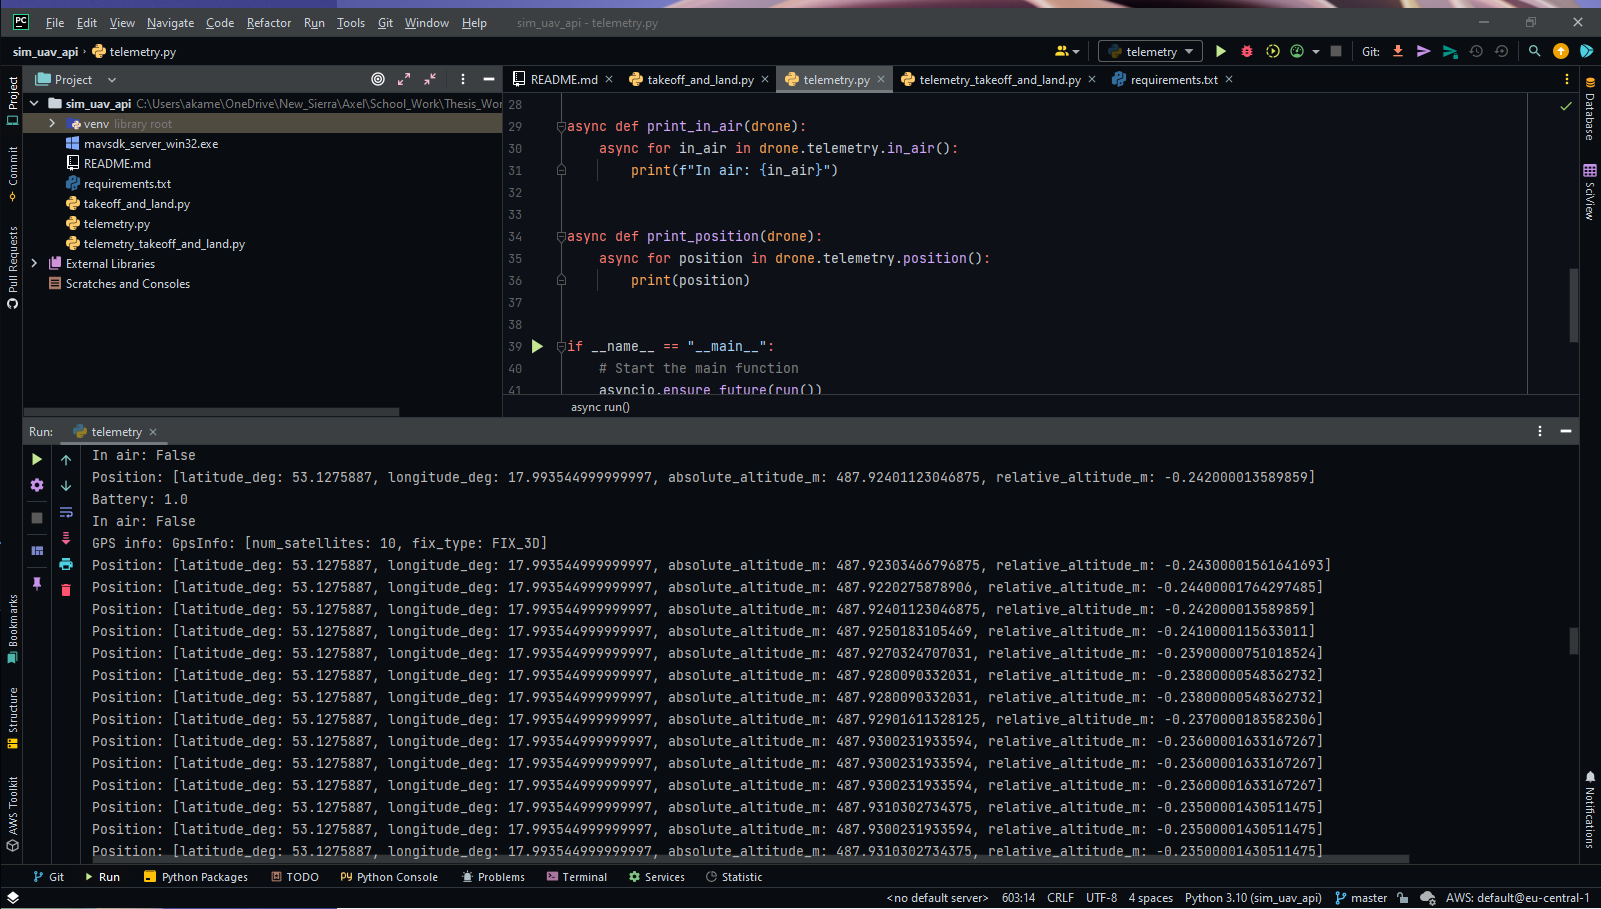 PC File Edit View Navigate Code Refactor Run Tools Git Window Help sim_uav_api - telemetry.py
sim_uav_api telemetry.py telemetry Git:
Project
README.md takeoff_and_land.py telemetry.py telemetry_takeoff_and_land.py requirements.txt
sim_uav_api C:\Users\akame\OneDrive\New_Sierra\Axel\School_Work\Thesis_Wor
venv library root
mavsdk_server_win32.exe
README.md
requirements.txt
takeoff_and_land.py
telemetry.py
telemetry_takeoff_and_land.py
External Libraries
Scratches and Consoles
28
29 async def print_in_air(drone):
30 async for in_air in drone.telemetry.in_air():
31 print(f"In air: {in_air}")
32
33
34 async def print_position(drone):
35 async for position in drone.telemetry.position():
36 print(position)
37
38
39 if __name__ == "__main__":
40 # Start the main function
41 asyncio.ensure_future(run())
async run()
Project
Commit
Pull Requests
Bookmarks
Structure
AWS Toolkit
Database
SciView
Notifications
Run: telemetry
In air: False
Position: [latitude_deg: 53.1275887, longitude_deg: 17.993544999999997, absolute_altitude_m: 487.92401123046875, relative_altitude_m: -0.242000013589859]
Battery: 1.0
In air: False
GPS info: GpsInfo: [num_satellites: 10, fix_type: FIX_3D]
Position: [latitude_deg: 53.1275887, longitude_deg: 17.993544999999997, absolute_altitude_m: 487.92303466796875, relative_altitude_m: -0.24300001561641693]
Position: [latitude_deg: 53.1275887, longitude_deg: 17.993544999999997, absolute_altitude_m: 487.9220275878906, relative_altitude_m: -0.24400001764297485]
Position: [latitude_deg: 53.1275887, longitude_deg: 17.993544999999997, absolute_altitude_m: 487.92401123046875, relative_altitude_m: -0.242000013589859]
Position: [latitude_deg: 53.1275887, longitude_deg: 17.993544999999997, absolute_altitude_m: 487.9250183105469, relative_altitude_m: -0.2410000115633011]
Position: [latitude_deg: 53.1275887, longitude_deg: 17.993544999999997, absolute_altitude_m: 487.9270324707031, relative_altitude_m: -0.23900000751018524]
Position: [latitude_deg: 53.1275887, longitude_deg: 17.993544999999997, absolute_altitude_m: 487.9280090332031, relative_altitude_m: -0.23800000548362732]
Position: [latitude_deg: 53.1275887, longitude_deg: 17.993544999999997, absolute_altitude_m: 487.9280090332031, relative_altitude_m: -0.23800000548362732]
Position: [latitude_deg: 53.1275887, longitude_deg: 17.993544999999997, absolute_altitude_m: 487.92901611328125, relative_altitude_m: -0.2370000183582306]
Position: [latitude_deg: 53.1275887, longitude_deg: 17.993544999999997, absolute_altitude_m: 487.9300231933594, relative_altitude_m: -0.23600001633167267]
Position: [latitude_deg: 53.1275887, longitude_deg: 17.993544999999997, absolute_altitude_m: 487.9300231933594, relative_altitude_m: -0.23600001633167267]
Position: [latitude_deg: 53.1275887, longitude_deg: 17.993544999999997, absolute_altitude_m: 487.9300231933594, relative_altitude_m: -0.23600001633167267]
Position: [latitude_deg: 53.1275887, longitude_deg: 17.993544999999997, absolute_altitude_m: 487.9310302734375, relative_altitude_m: -0.23500001430511475]
Position: [latitude_deg: 53.1275887, longitude_deg: 17.993544999999997, absolute_altitude_m: 487.9300231933594, relative_altitude_m: -0.23500001430511475]
Position: [latitude_deg: 53.1275887, longitude_deg: 17.993544999999997, absolute_altitude_m: 487.9310302734375, relative_altitude_m: -0.23500001430511475]
Git Run Python Packages TODO Python Console Problems Terminal Services Statistic
<no default server> 603:14 CRLF UTF-8 4 spaces Python 3.10 (sim_uav_api) master AWS: default@eu-central-1